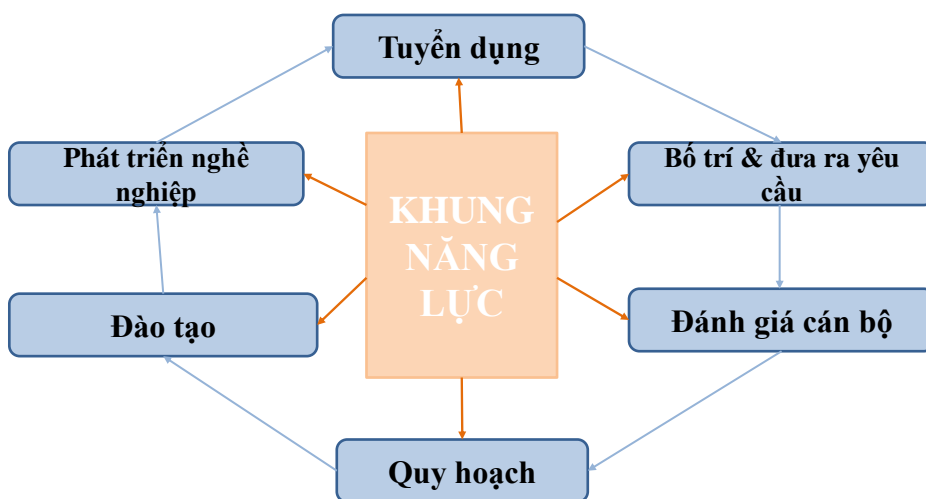 Tuyển dụng
Phát triển nghề
nghiệp
Bố trí & đưa ra yêu
cầu
KHUNG
NĂNG
LỰC
Đào tạo
Đánh giá cán bộ
Quy hoạch